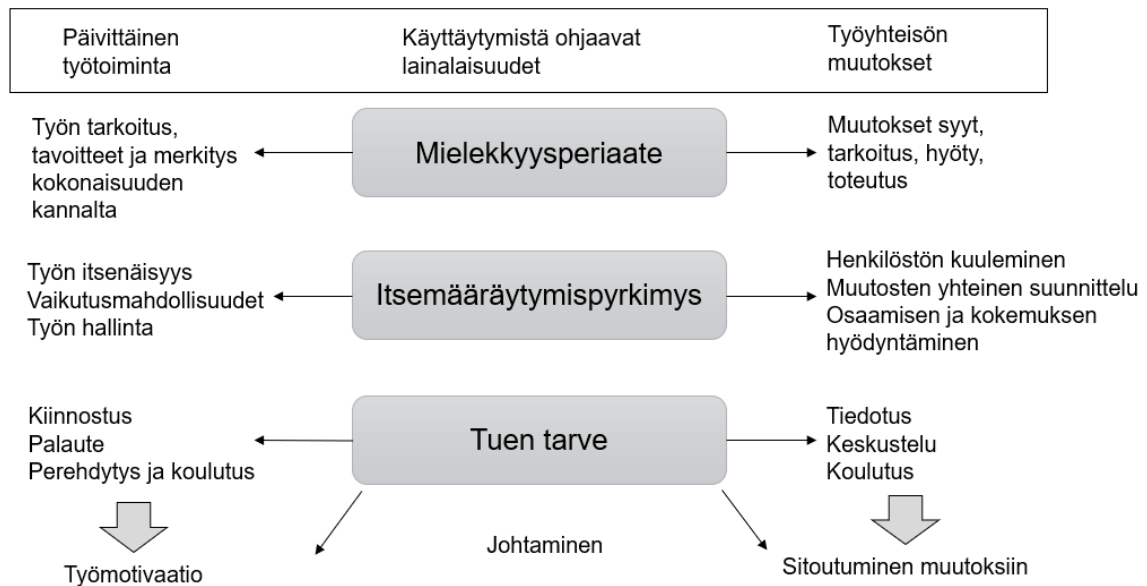 Päivittäinen
työtoiminta
Käyttäytymistä ohjaavat
lainalaisuudet
Työyhteisön
muutokset
Työn tarkoitus,
tavoitteet ja merkitys
kokonaisuuden
kannalta
Mielekkyysperiaate
Muutokset syyt,
tarkoitus, hyöty,
toteutus
Työn itsenäisyys
Vaikutusmahdollisuudet
Työn hallinta
Itsemääräytymispyrkimys
Henkilöstön kuuleminen
Muutosten yhteinen suunnittelu
Osaamisen ja kokemuksen
hyödyntäminen
Kiinnostus
Palaute
Perehdytys ja koulutus
Tuen tarve
Tiedotus
Keskustelu
Koulutus
Työmotivaatio
Johtaminen
Sitoutuminen muutoksiin